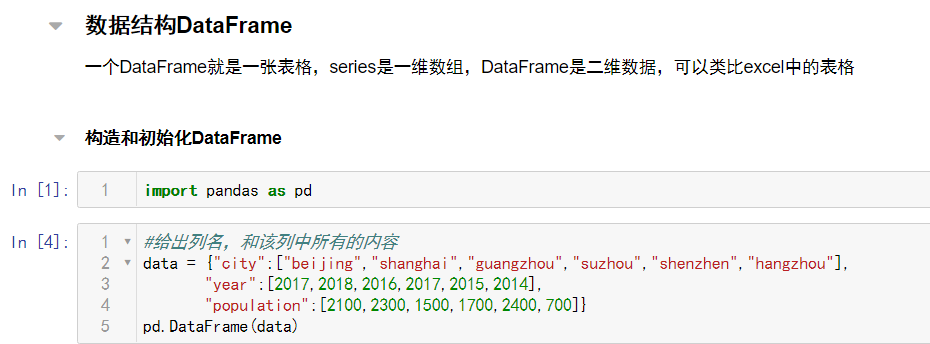 数据结构DataFrame
一个DataFrame就是一张表格，series是一维数组，DataFrame是二维数据，可以类比excel中的表格
构造和初始化DataFrame
In [1]: 1 import pandas as pd
In [4]: 1 #给出列名，和该列中所有的内容
2 data = {"city":["beijing","shanghai","guangzhou","suzhou","shenzhen","hangzhou"],
3 "year":[2017,2018,2016,2017,2015,2014],
4 "population":[2100,2300,1500,1700,2400,700]}
5 pd.DataFrame(data)